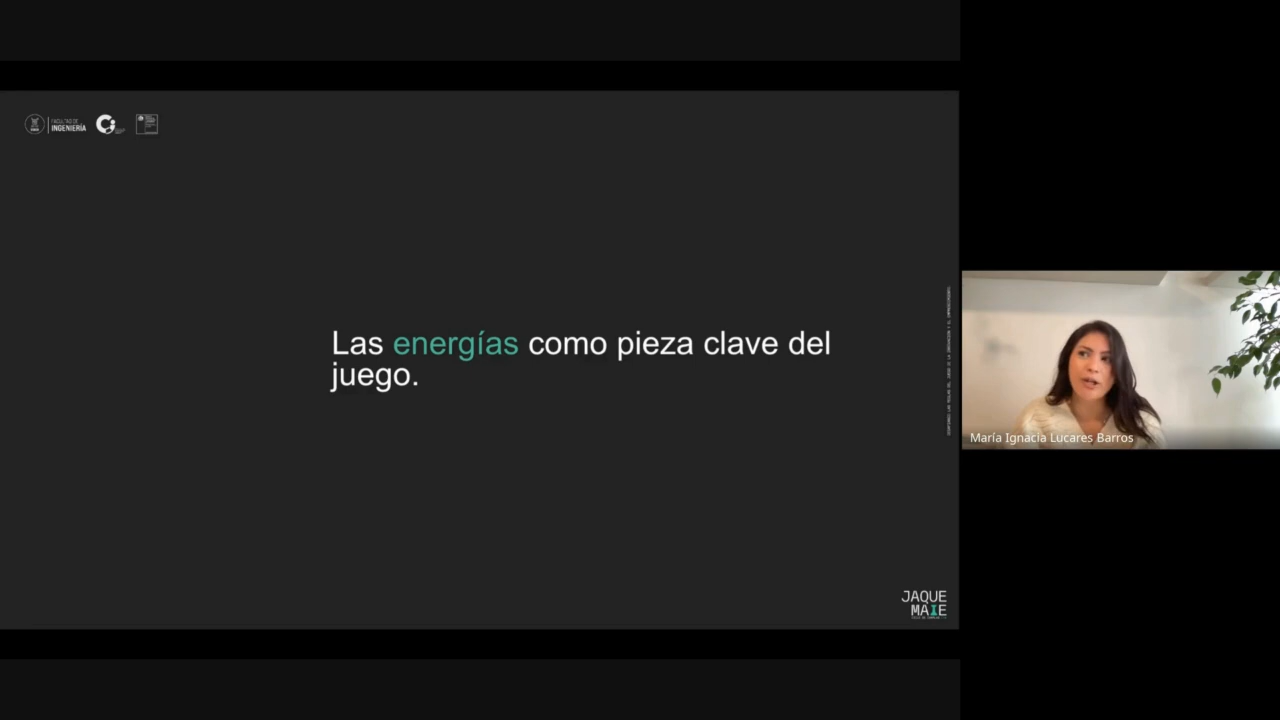 FACULTAD DE
INGENIERÍA
Las energías como pieza clave del
juego.
María Ignacia Lucares Barros
JAQUE
MATE